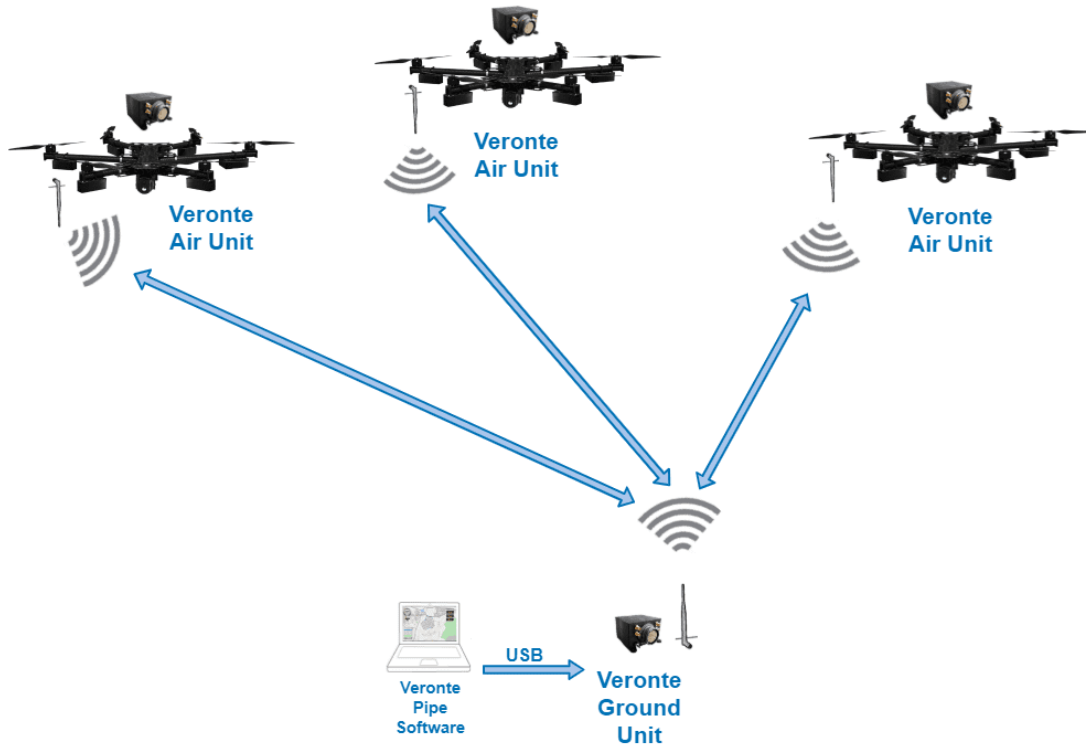 Veronte
Air Unit
Veronte
Air Unit
Veronte
Air Unit
USB
Veronte
Pipe
Software
Veronte
Ground
Unit